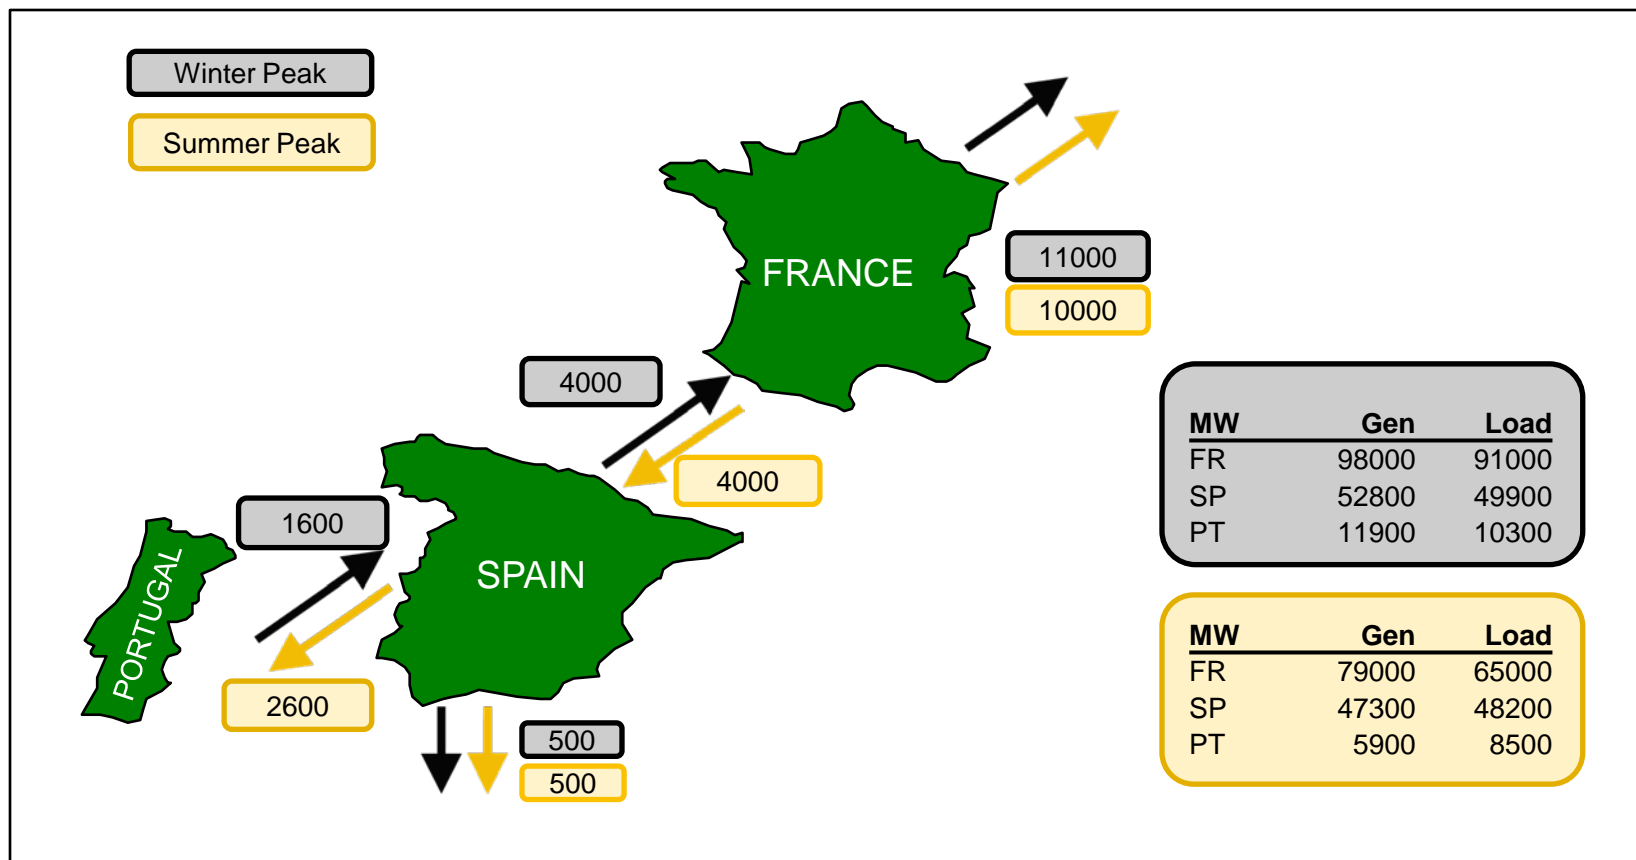 Winter Peak
Summer Peak
FRANCE
11000
10000
4000
4000
1600
SPAIN
PORTUGAL
2600
500
500
MW Gen Load
FR 98000 91000
SP 52800 49900
PT 11900 10300
MW Gen Load
FR 79000 65000
SP 47300 48200
PT 5900 8500